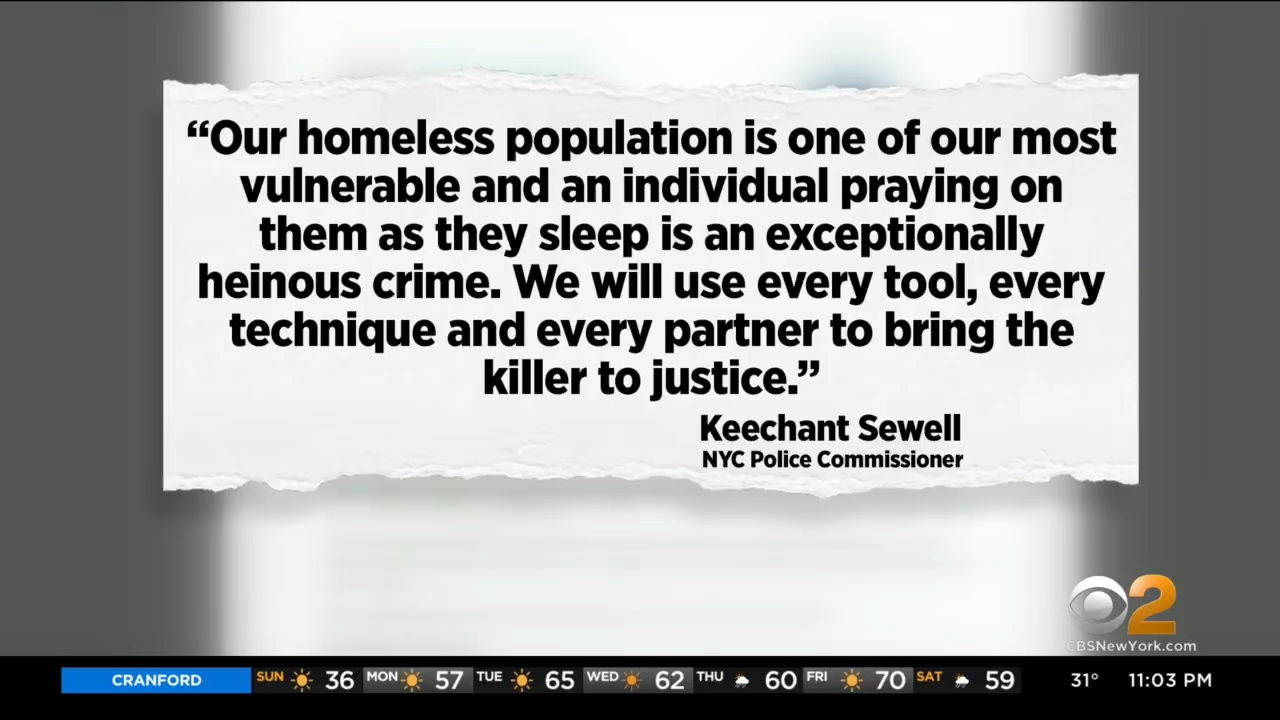 “Our homeless population is one of our most
vulnerable and an individual praying on
them as they sleep is an exceptionally
heinous crime. We will use every tool, every
technique and every partner to bring the
killer to justice.”
Keechant Sewell
NYC Police Commissioner
2
CBSNewYork.com
CRANFORD SUN 36 MON 57 TUE 65 WED 62 THU 60 FRI 70 SAT 59 31° 11:03 PM